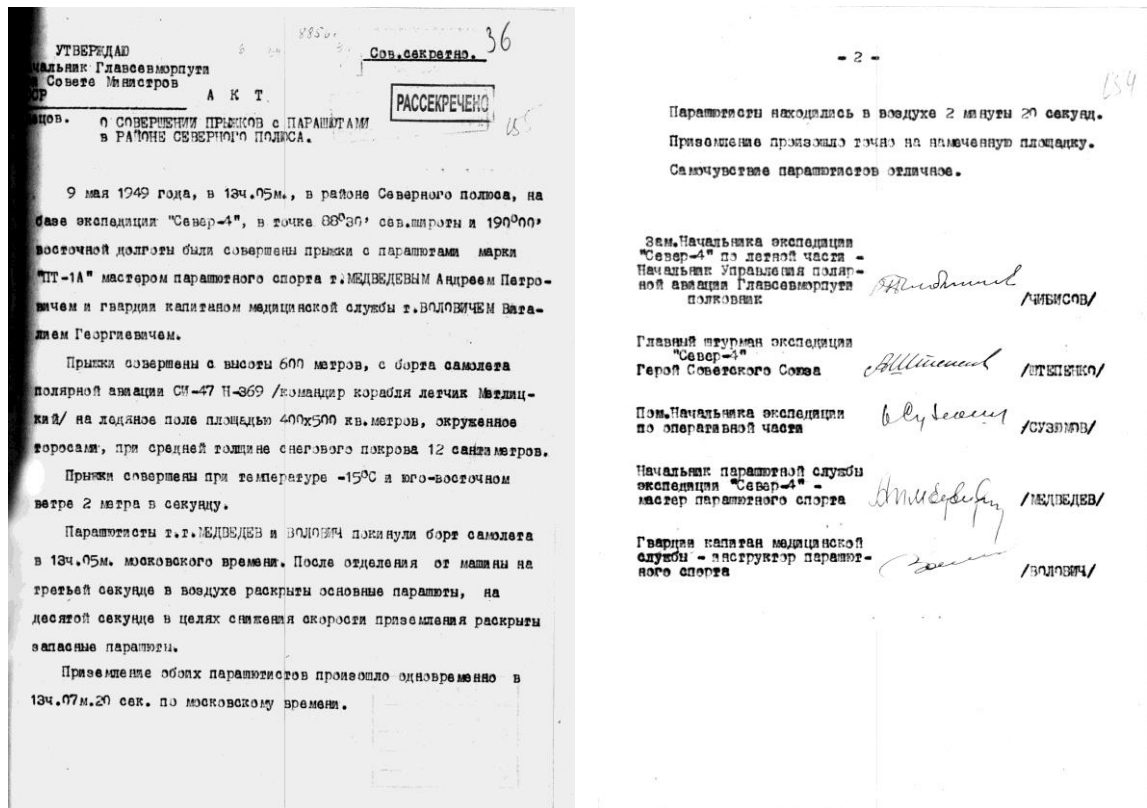 36
Сов.секретно.
УТВЕРЖДАЮ
чальник Главсевморпути
и Совете Министров
СР
А К Т
РАССЕКРЕЧЕНО
155
ецов.
О СОВЕРШЕНИИ ПРЫЖКОВ с ПАРАШЮТАМИ
в РАЙОНЕ СЕВЕРНОГО ПОЛЮСА.
9 мая 1949 года, в 13ч.05м., в районе Северного полюса, на
базе экспедиции "Север-4", в точке 88°30' сев.широты и 190°00'
восточной долготы были совершены прыжки с парашютами марки
"ПТ-1А" мастером парашютного спорта т.МЕДВЕДЕВЫМ Андреем Петро-
вичем и гвардии капитаном медицинской службы т.ВОЛОВИЧЕМ Вита-
лием Георгиевичем.
Прыжки совершены с высоты 600 метров, с борта самолета
полярной авиации СИ-47 Н-369 /командир корабля летчик Метлиц-
кий/ на ледяное поле площадью 400х500 кв.метров, окруженное
торосами, при средней толщине снегового покрова 12 сантиметров.
Прыжки совершены при температуре -15°С и юго-восточном
ветре 2 метра в секунду.
Парашютисты т.т.МЕДВЕДЕВ и ВОЛОВИЧ покинули борт самолета
в 13ч.05м. московского времени. После отделения от машины на
третьей секунде в воздухе раскрыты основные парашюты, на
десятой секунде в целях снижения скорости приземления раскрыты
запасные парашюты.
Приземление обоих парашютистов произошло одновременно в
13ч.07м.20 сек. по московскому времени.
- 2 -
Парашютисты находились в воздухе 2 минуты 20 секунд.
Приземление произошло точно на намеченную площадку.
Самочувствие парашютистов отличное.
Зам.Начальника экспедиции
"Север-4" по летной части -
Начальник Управления поляр-
ной авиации Главсевморпути
полковник
/ЧИБИСОВ/
Главный штурман экспедиции
"Север-4"
Герой Советского Союза
/ШТЕПЕНКО/
Пом.Начальника экспедиции
по оперативной части
/СУЗЮМОВ/
Начальник парашютной службы
экспедиции "Север-4" -
мастер парашютного спорта
/МЕДВЕДЕВ/
Гвардии капитан медицинской
службы - инструктор парашют-
ного спорта
/ВОЛОВИЧ/